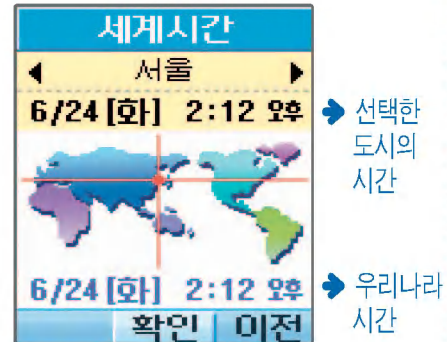 세계시간
◀ 서울 ▶
6/24 [화] 2:12 오후
선택한
도시의
시간
6/24 [화] 2:12 오후
우리나라
시간
확인 이전